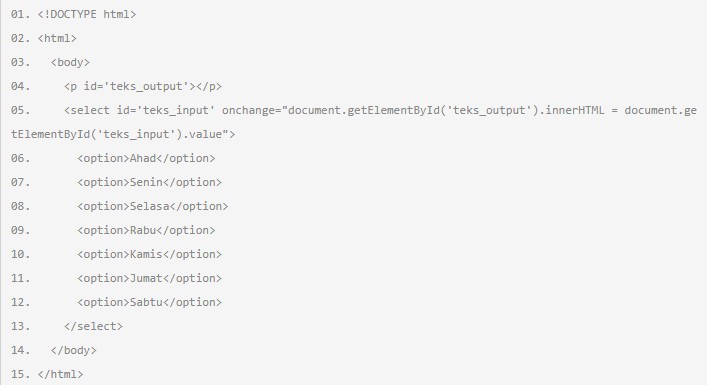 01. <!DOCTYPE html>
02. <html>
03.   <body>
04.     <p id='teks_output'></p>
05.     <select id='teks_input' onchange="document.getElementById('teks_output').innerHTML = document.ge
tElementById('teks_input').value">
06.       <option>Ahad</option>
07.       <option>Senin</option>
08.       <option>Selasa</option>
09.       <option>Rabu</option>
10.       <option>Kamis</option>
11.       <option>Jumat</option>
12.       <option>Sabtu</option>
13.     </select>
14.   </body>
15. </html>